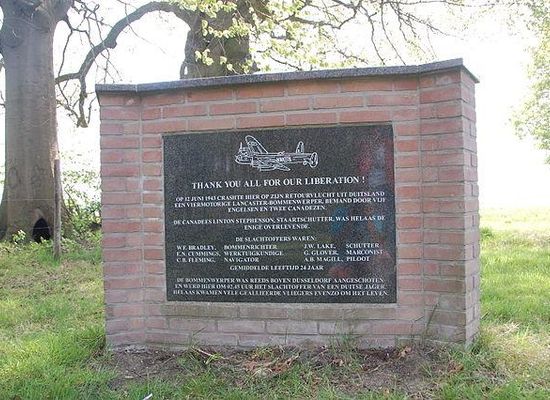 THANK YOU ALL FOR OUR LIBERATION !
OP 12 JUNI 1943 CRASHTE HIER OP ZIJN RETOURVLUCHT UIT DUITSLAND
EEN VIERMOTORIGE LANCASTER-BOMMENWERPER, BEMAND DOOR VIJF
ENGELSEN EN TWEE CANADEZEN.
DE CANADEES LINTON STEPHENSON, STAARTSCHUTTER, WAS HELAAS DE
ENIGE OVERLEVENDE.
DE SLACHTOFFERS WAREN:
W.F. BRADLEY, BOMMENRICHTER J.W. LAKE, SCHUTTER
E.N. CUMMINGS, WERKTUIGKUNDIGE G. GLOVER, MARCONIST
C.B. FLEMING, NAVIGATOR A.B. MAGILL, PILOOT
GEMIDDELDE LEEFTIJD 24 JAAR
DE BOMMENWERPER WAS REEDS BOVEN DUSSELDORF AANGESCHOTEN
EN WERD HIER OM 02.45 UUR HET SLACHTOFFER VAN EEN DUITSE JAGER.
HELAAS KWAMEN VELE GEALLIEERDE VLIEGERS EVENZO OM HET LEVEN.